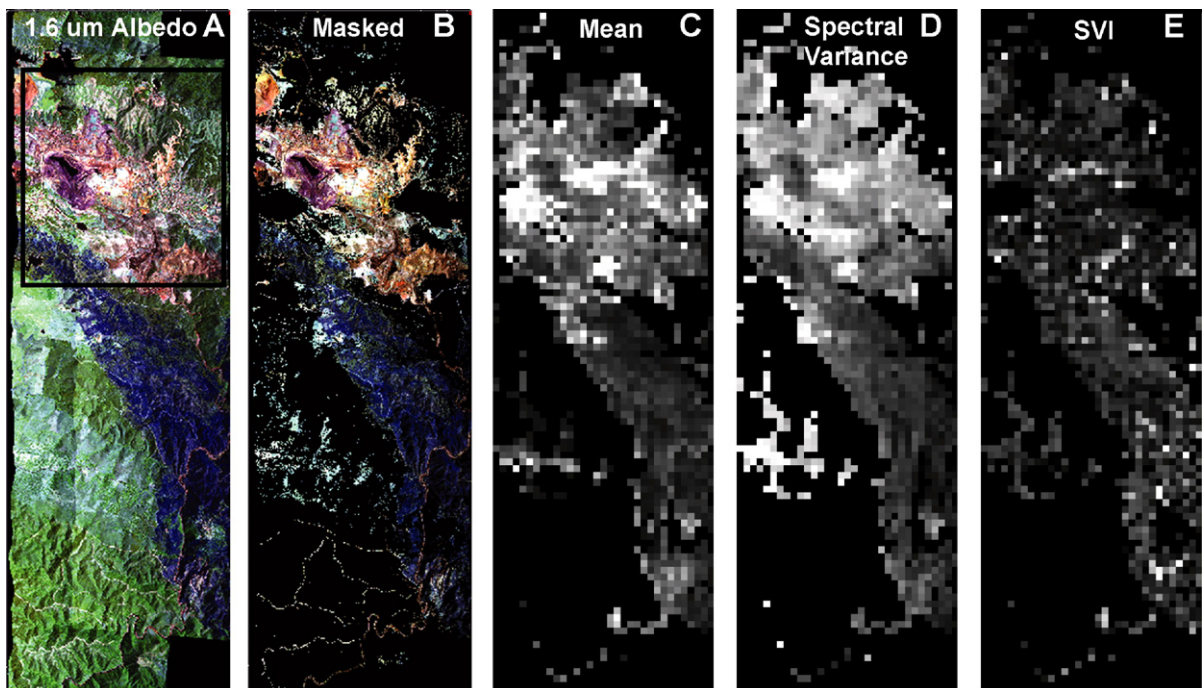 1.6 um Albedo A
Masked B
Mean C
Spectral Variance D
SVI E